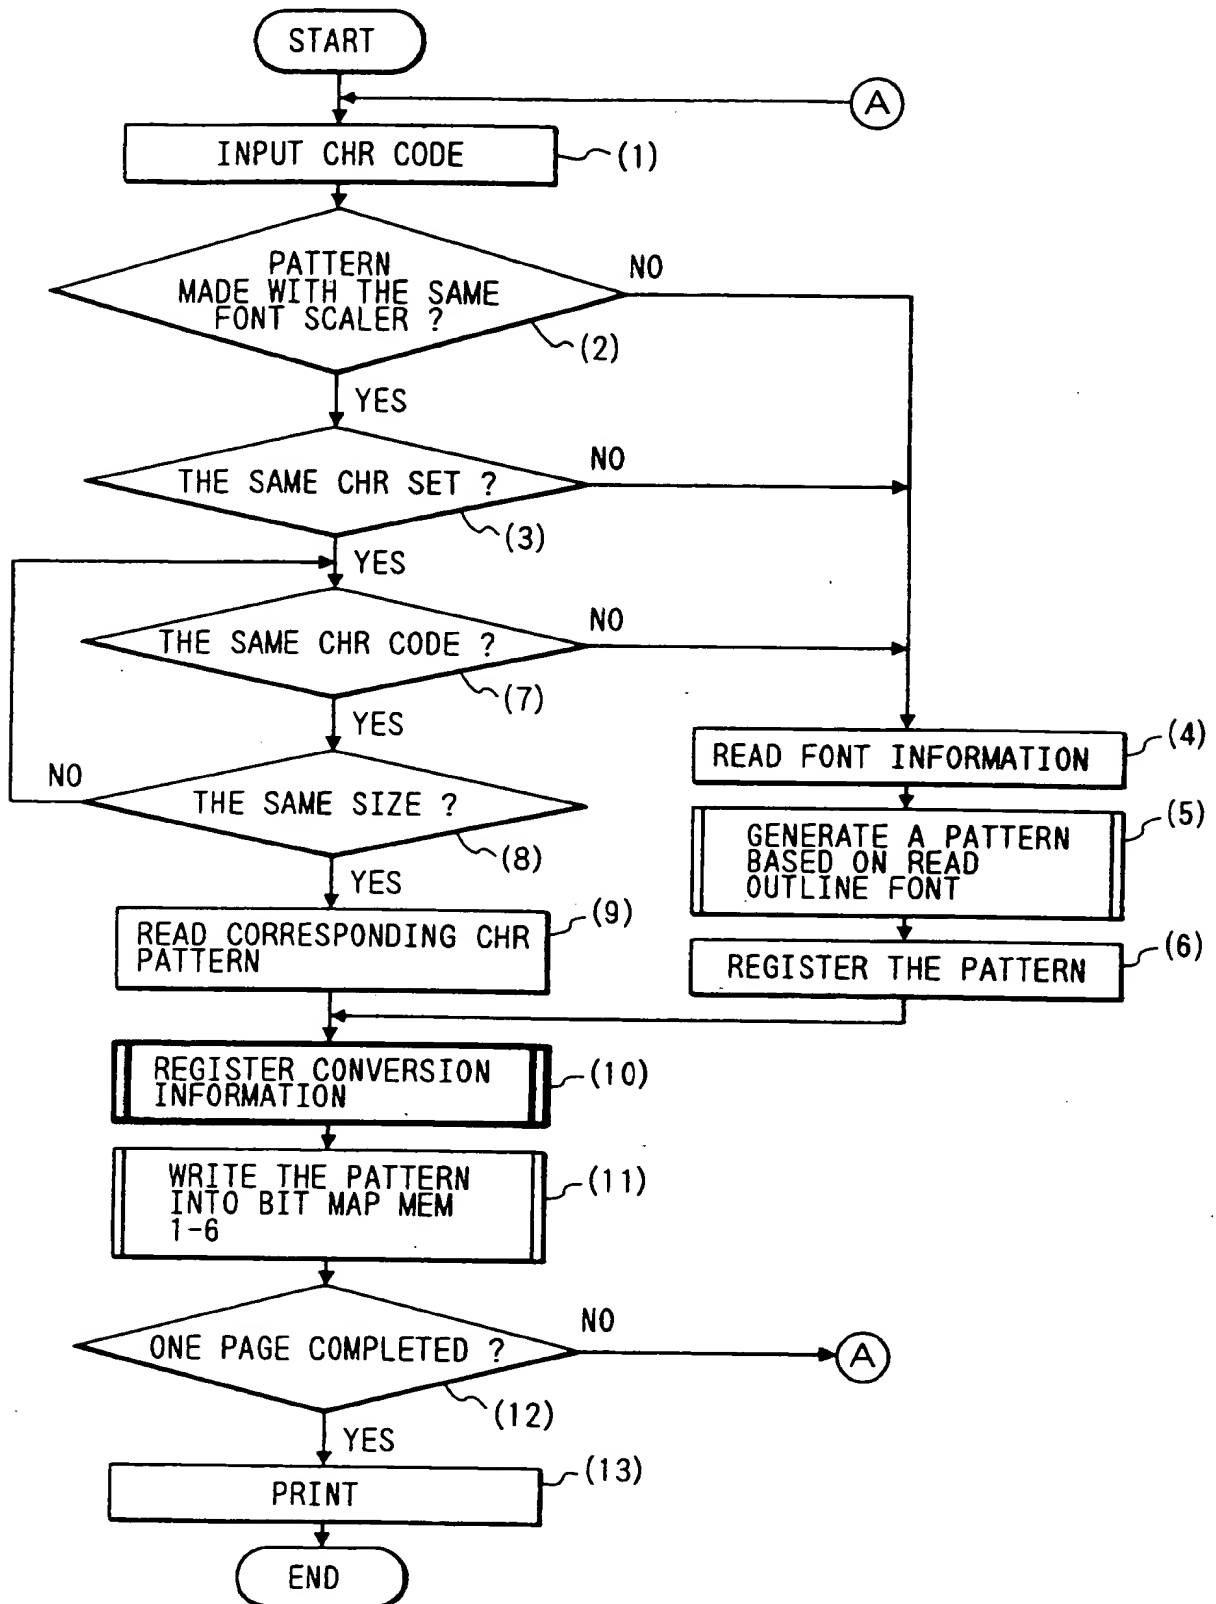 START
A
INPUT CHR CODE
(1)
PATTERN
MADE WITH THE SAME
FONT SCALER ?
NO
(2)
YES
THE SAME CHR SET ?
NO
(3)
YES
THE SAME CHR CODE ?
NO
(7)
YES
THE SAME SIZE ?
NO
(8)
YES
READ FONT INFORMATION
(4)
GENERATE A PATTERN
BASED ON READ
OUTLINE FONT
(5)
READ CORRESPONDING CHR
PATTERN
(9)
REGISTER THE PATTERN
(6)
REGISTER CONVERSION
INFORMATION
(10)
WRITE THE PATTERN
INTO BIT MAP MEM
1-6
(11)
ONE PAGE COMPLETED ?
NO
A
(12)
YES
PRINT
(13)
END